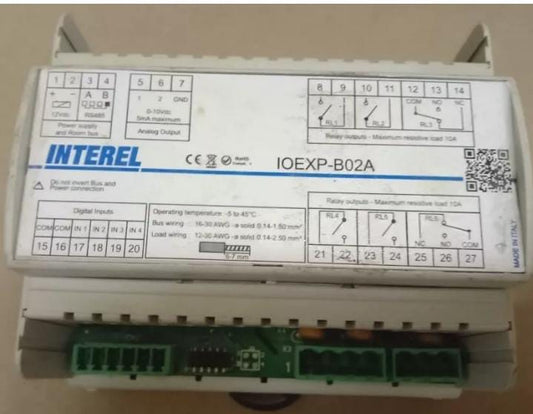 1 2 3 4
+ - A B
12Vdc RS485
Power supply
and Room bus
5 6 7
1 2 GND
0-10Vdc
5mA maximum
Analog Output
8 9 10 11 12 13 14
COM NO NC
RL1 RL2 RL3
Relay outputs - Maximum resistive load 10A
INTEREL
CE
RoHS
IOEXP-B02A
Do not invert Bus and
Power connection
Digital Inputs
COM COM IN 1 IN 2 IN 3 IN 4
15 16 17 18 19 20
Operating temperature -5 to 45°C
Bus wiring : 16-30 AWG -ø solid 0.14-1.50 mm²
Load wiring : 12-30 AWG -ø solid 0.14-2.50 mm²
6-7 mm
Relay outputs - Maximum resistive load 10A
RL4 RL5 RL6
NC NO COM
21 22 23 24 25 26 27
MADE IN ITALY
1